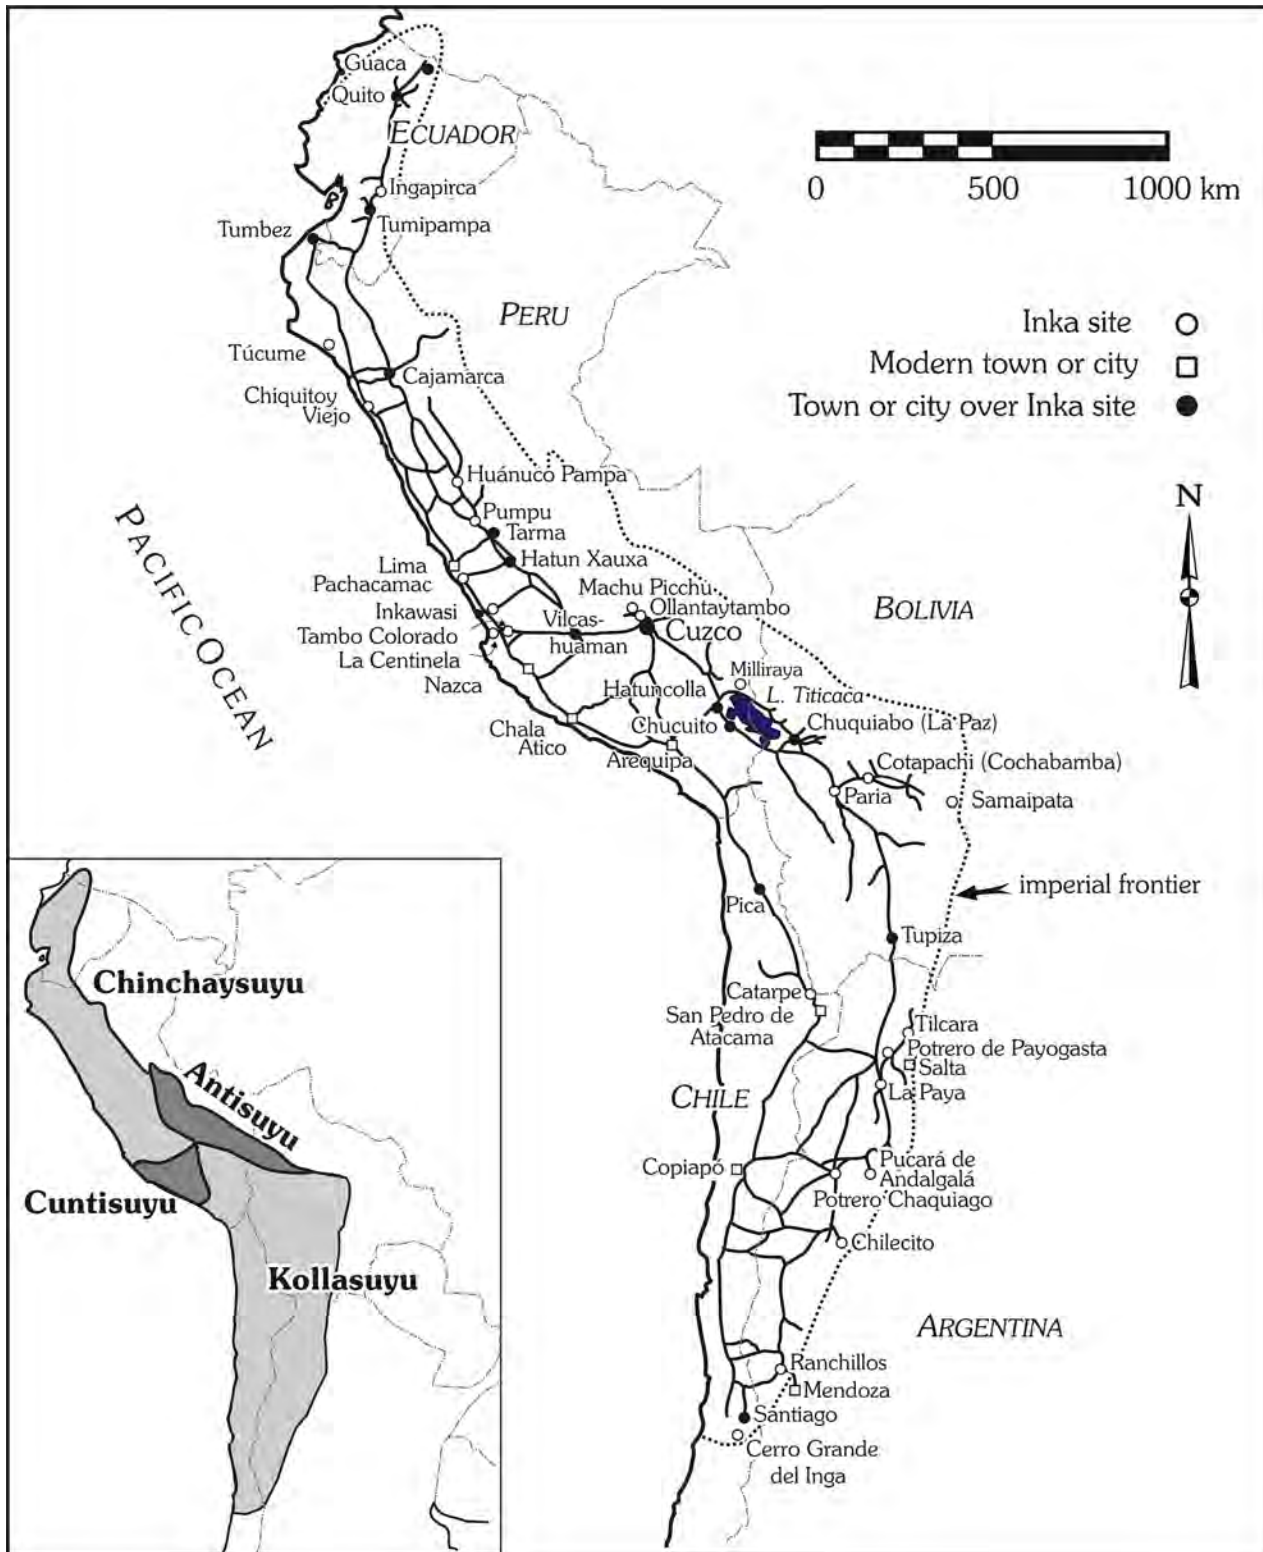 Guaca
Quito
ECUADOR
Ingapirca
Tumipampa
Tumbez
0 500 1000 km
PERU
Inka site
Modern town or city
Town or city over Inka site
Túcume
Cajamarca
Chiquitoy
Viejo
Huánuco Pampa
Pumpu
Tarma
N
PACIFIC OCEAN
Lima
Hatun Xauxa
Pachacamac
Machu Picchu
Inkawasi
Ollantaytambo
BOLIVIA
Tambo Colorado
Vilcas-
huaman
Cuzco
La Centinela
Nazca
Milliraya
Hatuncolla
L. Titicaca
Chucuito
Chuquiabo (La Paz)
Chala
Atico
Arequipa
Cotapachi (Cochabamba)
Paria
Samaipata
imperial frontier
Pica
Tupiza
Catarpe
San Pedro de
Atacama
Tilcara
Potrero de Payogasta
Salta
La Paya
CHILE
Copiapó
Pucará de
Andalgalá
Potrero Chaquiago
Chilecito
ARGENTINA
Ranchillos
Mendoza
Santiago
Cerro Grande
del Inga
Chinchaysuyu
Antisuyu
Cuntisuyu
Kollasuyu